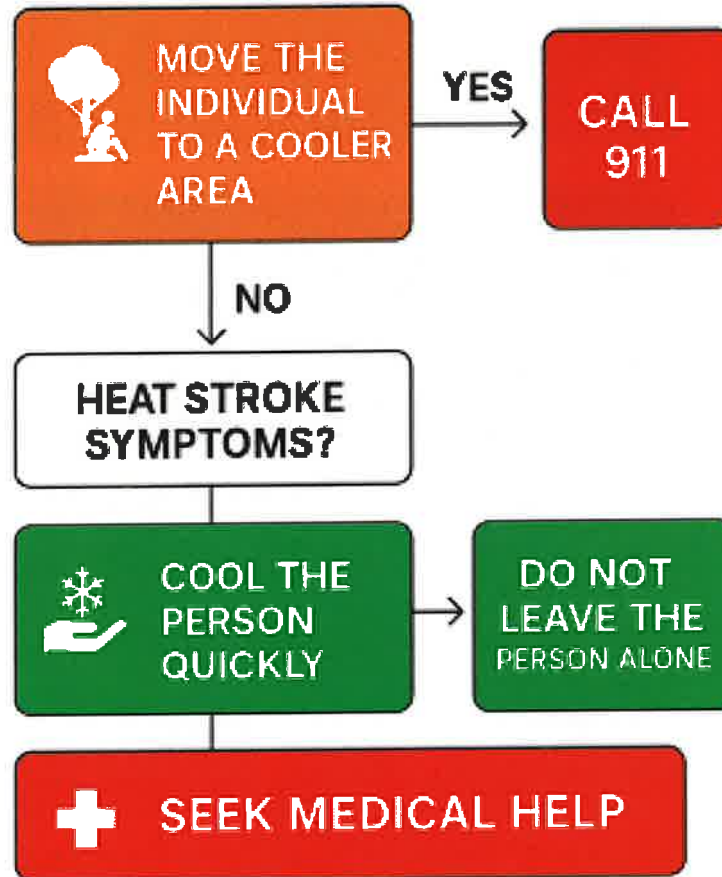 MOVE THE
INDIVIDUAL
TO A COOLER
AREA
YES
CALL
911
NO
HEAT STROKE
SYMPTOMS?
COOL THE
PERSON
QUICKLY
DO NOT
LEAVE THE
PERSON ALONE
SEEK MEDICAL HELP